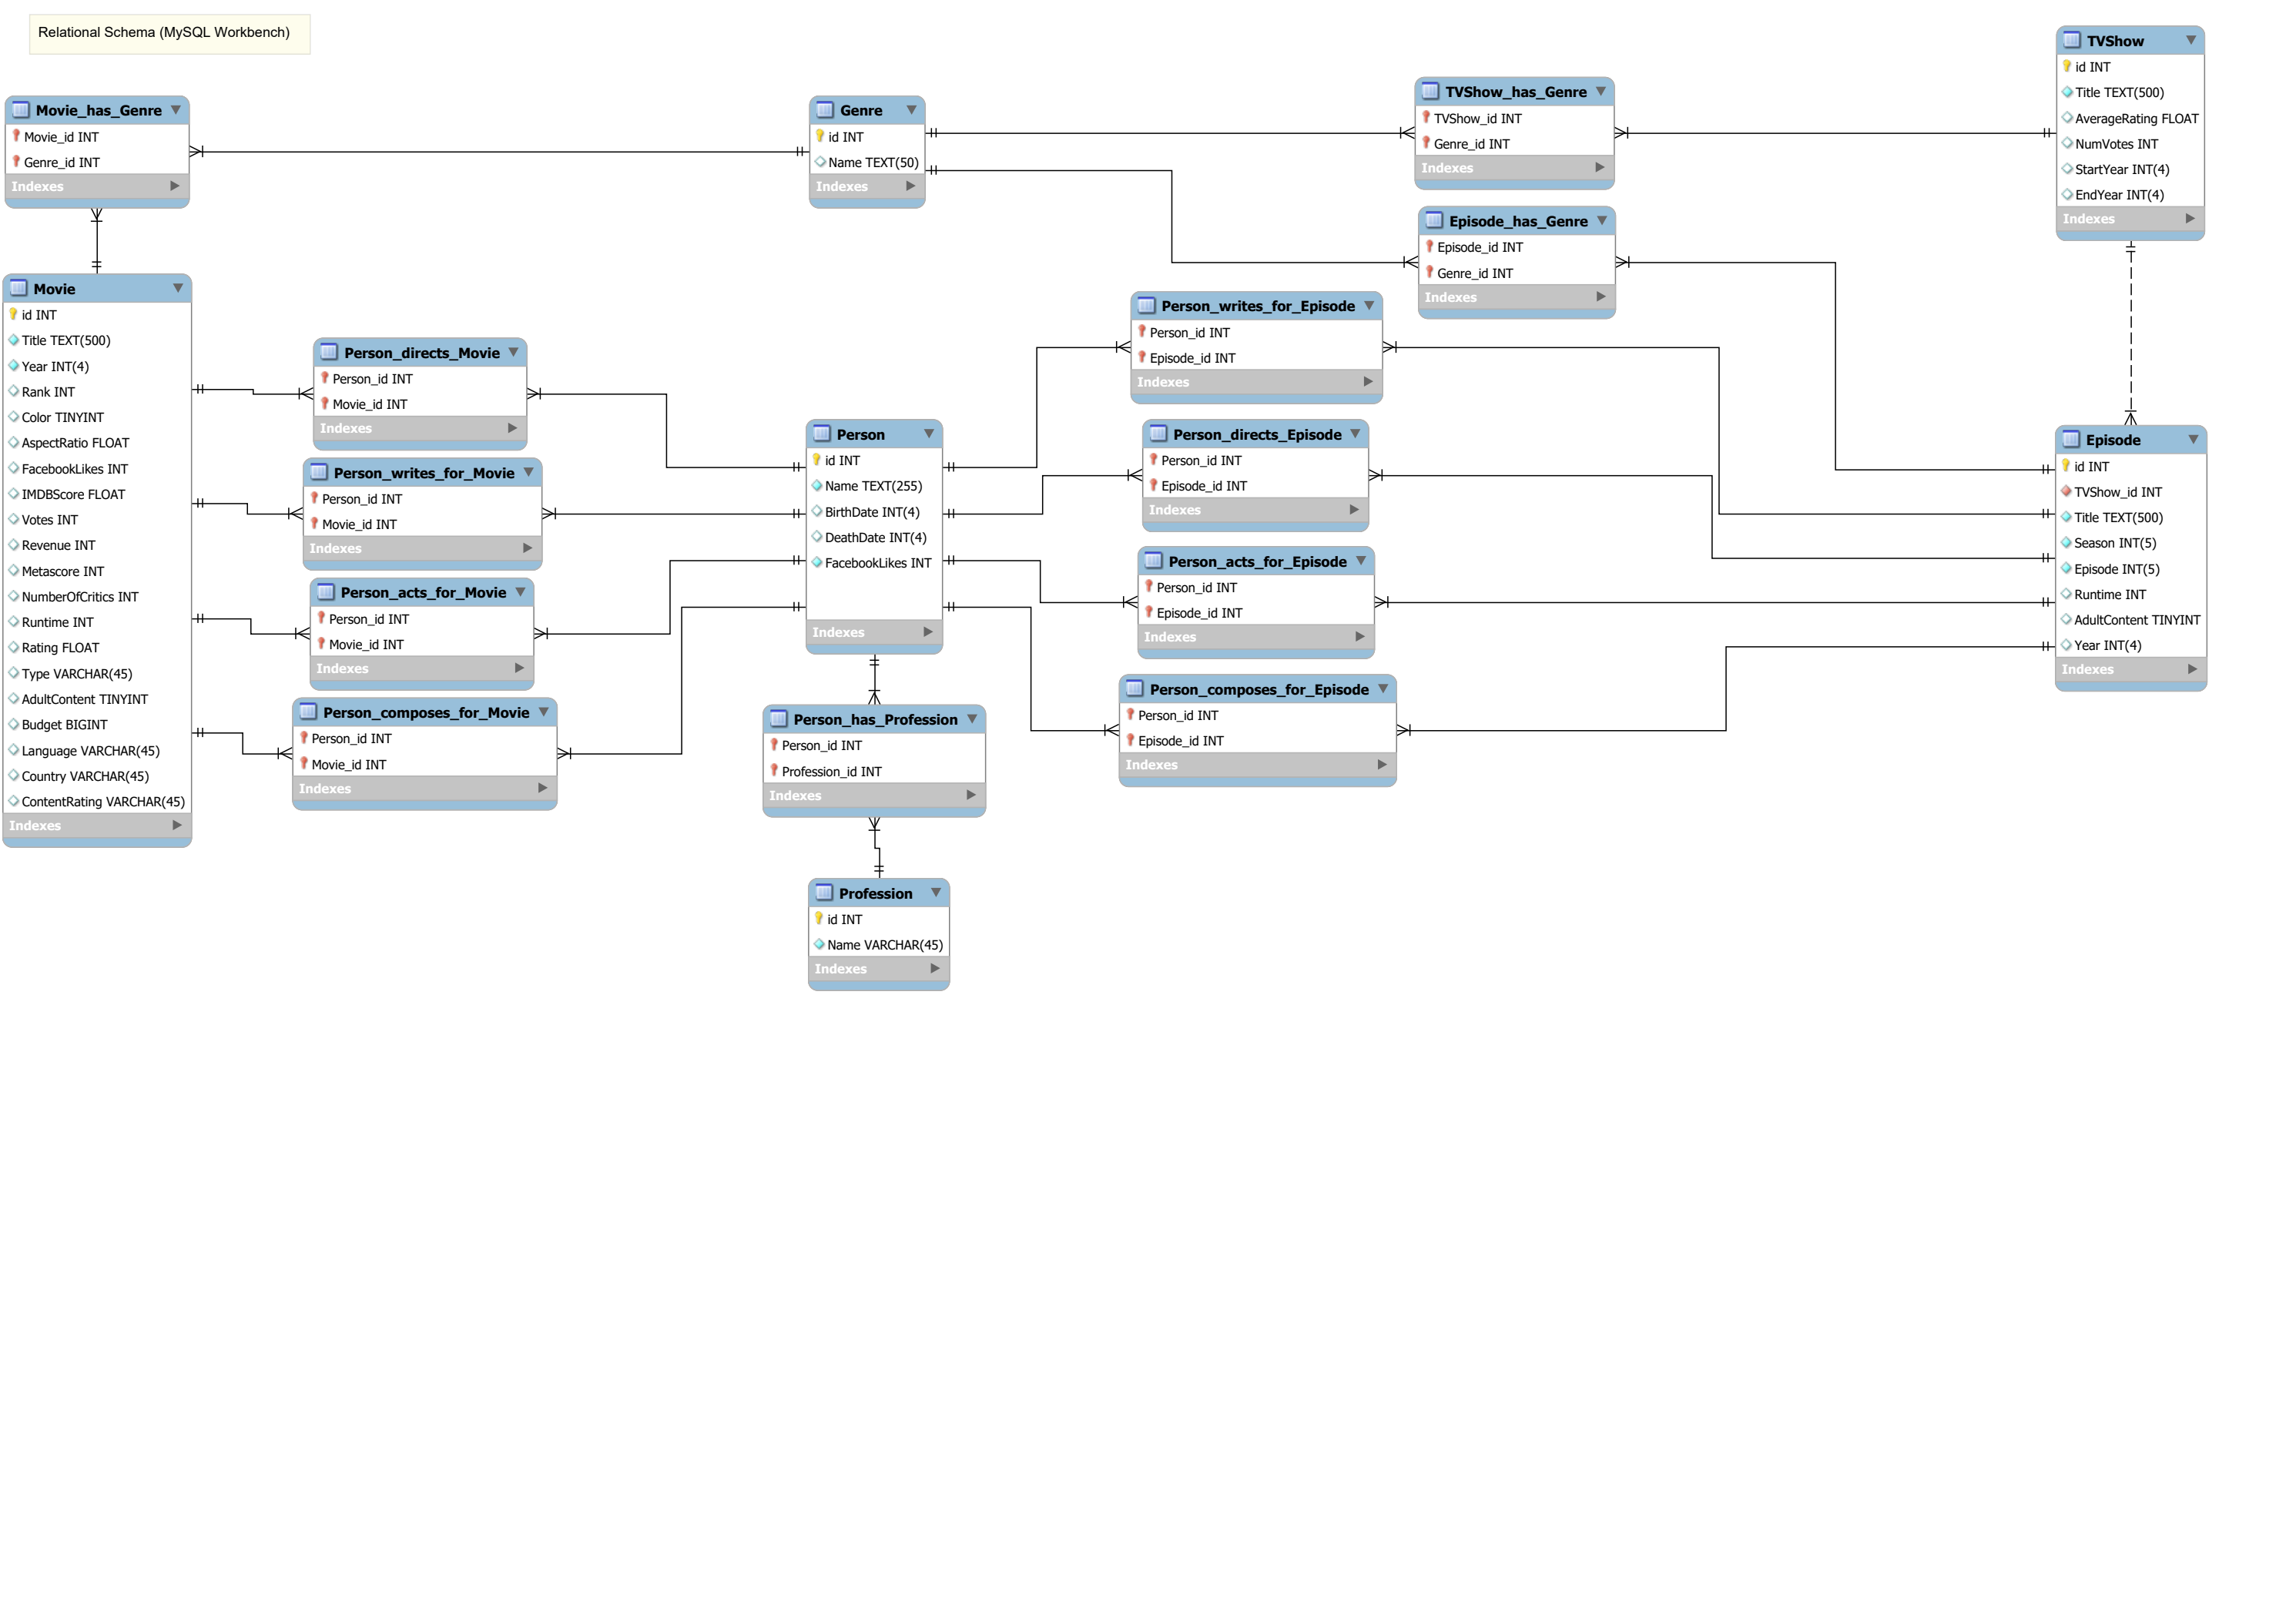 Relational Schema (MySQL Workbench)
Movie_has_Genre
Movie_id INT
Genre_id INT
Indexes
Genre
id INT
Name TEXT(50)
Indexes
TVShow_has_Genre
TVShow_id INT
Genre_id INT
Indexes
TVShow
id INT
Title TEXT(500)
AverageRating FLOAT
NumVotes INT
StartYear INT(4)
EndYear INT(4)
Indexes
Episode_has_Genre
Episode_id INT
Genre_id INT
Indexes
Movie
id INT
Title TEXT(500)
Year INT(4)
Rank INT
Color TINYINT
AspectRatio FLOAT
FacebookLikes INT
IMDBScore FLOAT
Votes INT
Revenue INT
Metascore INT
NumberOfCritics INT
Runtime INT
Rating FLOAT
Type VARCHAR(45)
AdultContent TINYINT
Budget BIGINT
Language VARCHAR(45)
Country VARCHAR(45)
ContentRating VARCHAR(45)
Indexes
Person_directs_Movie
Person_id INT
Movie_id INT
Indexes
Person_writes_for_Movie
Person_id INT
Movie_id INT
Indexes
Person_acts_for_Movie
Person_id INT
Movie_id INT
Indexes
Person_composes_for_Movie
Person_id INT
Movie_id INT
Indexes
Person
id INT
Name TEXT(255)
BirthDate INT(4)
DeathDate INT(4)
FacebookLikes INT
Indexes
Person_has_Profession
Person_id INT
Profession_id INT
Indexes
Profession
id INT
Name VARCHAR(45)
Indexes
Person_writes_for_Episode
Person_id INT
Episode_id INT
Indexes
Person_directs_Episode
Person_id INT
Episode_id INT
Indexes
Person_acts_for_Episode
Person_id INT
Episode_id INT
Indexes
Person_composes_for_Episode
Person_id INT
Episode_id INT
Indexes
Episode
id INT
TVShow_id INT
Title TEXT(500)
Season INT(5)
Episode INT(5)
Runtime INT
AdultContent TINYINT
Year INT(4)
Indexes